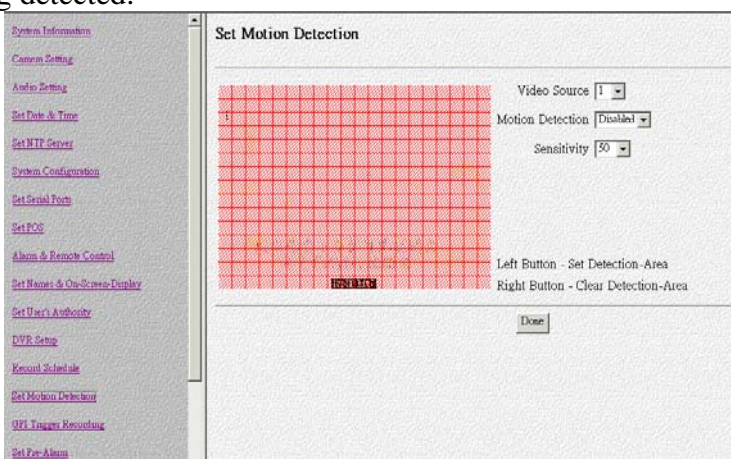 g detected.
System Information
Camera Setting
Audio Setting
Set Date & Time
Set NTP Server
System Configuration
Set Serial Ports
Set POS
Alarm & Remote Control
Set Names & On-Screen-Display
Set User's Authority
DVR Setup
Record Schedule
Set Motion Detection
GPI Trigger Recording
Set Pre-Alarm
Set Motion Detection
1
Video Source 1
Motion Detection Disabled
Sensitivity 50
Left Button - Set Detection-Area
Right Button - Clear Detection-Area
Done